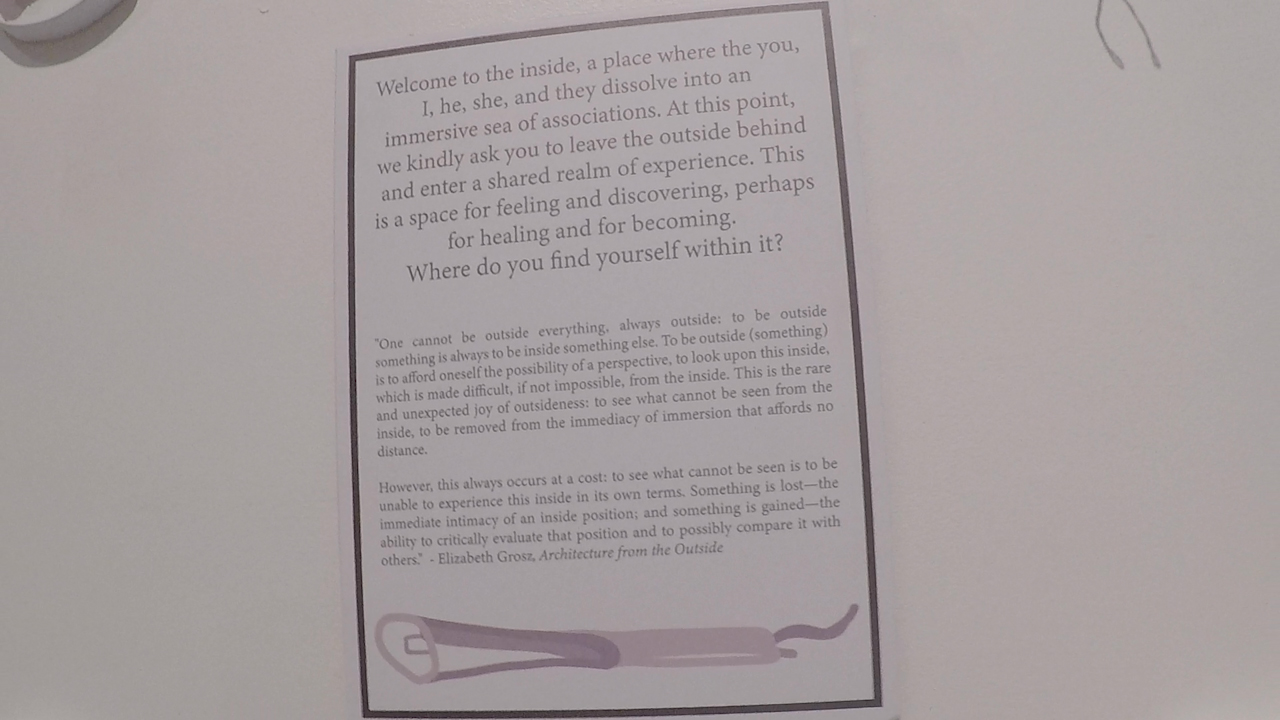 Welcome to the inside, a place where the you,
I, he, she, and they dissolve into an
immersive sea of associations. At this point,
we kindly ask you to leave the outside behind
and enter a shared realm of experience. This
is a space for feeling and discovering, perhaps
for healing and for becoming.
Where do you find yourself within it?
"One cannot be outside everything, always outside: to be outside
something is always to be inside something else. To be outside (something)
is to afford oneself the possibility of a perspective, to look upon this inside,
which is made difficult, if not impossible, from the inside. This is the rare
and unexpected joy of outsideness: to see what cannot be seen from the
inside, to be removed from the immediacy of immersion that affords no
distance.
However, this always occurs at a cost: to see what cannot be seen is to be
unable to experience this inside in its own terms. Something is lost—the
immediate intimacy of an inside position; and something is gained—the
ability to critically evaluate that position and to possibly compare it with
others." - Elizabeth Grosz, Architecture from the Outside